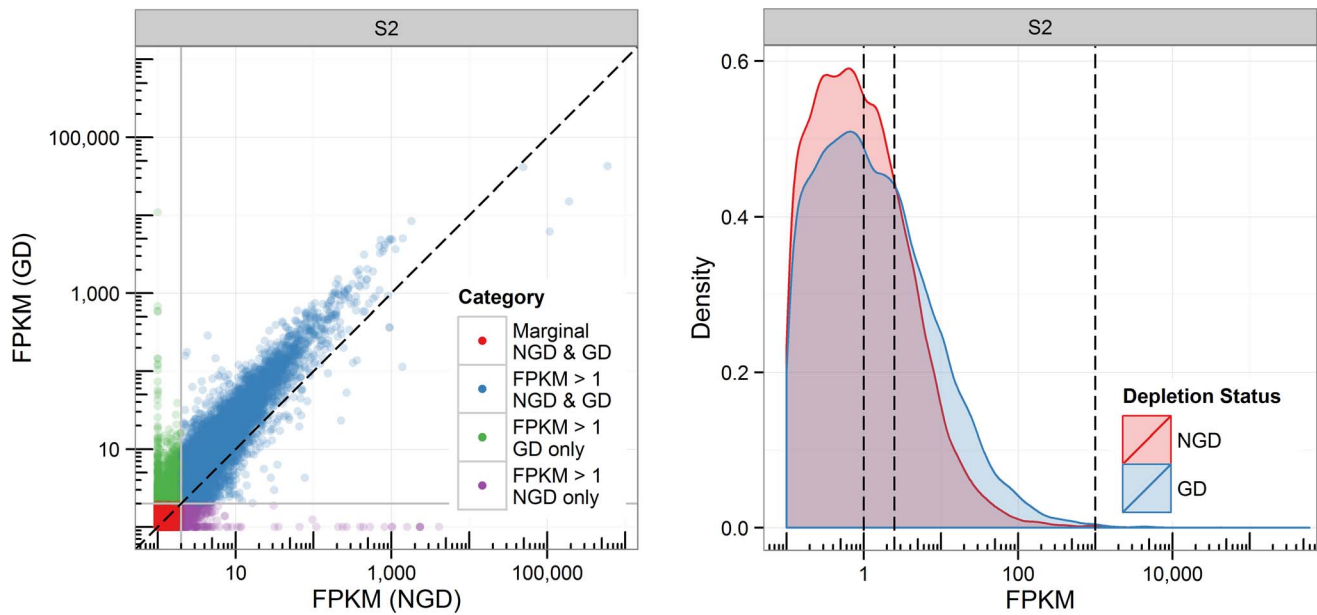 S2
100,000
1,000
10
FPKM (GD)
10
1,000
100,000
FPKM (NGD)
Category
Marginal
NGD & GD
FPKM > 1
NGD & GD
FPKM > 1
GD only
FPKM > 1
NGD only
S2
0.6
0.4
0.2
0.0
Density
1
100
10,000
FPKM
Depletion Status
NGD
GD